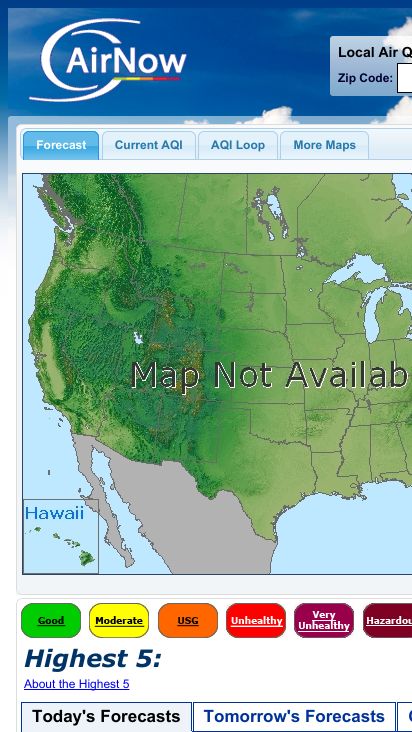 AirNow
Local Air Q
Zip Code:
Forecast
Current AQI
AQI Loop
More Maps
Map Not Availab
Hawaii
Good
Moderate
USG
Unhealthy
Very
Unhealthy
Hazardou
Highest 5:
About the Highest 5
Today's Forecasts
Tomorrow's Forecasts